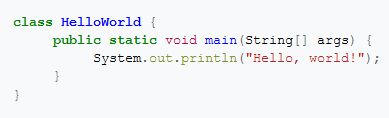 class HelloWorld {
    public static void main(String[] args) {
        System.out.println("Hello, world!");
    }
}